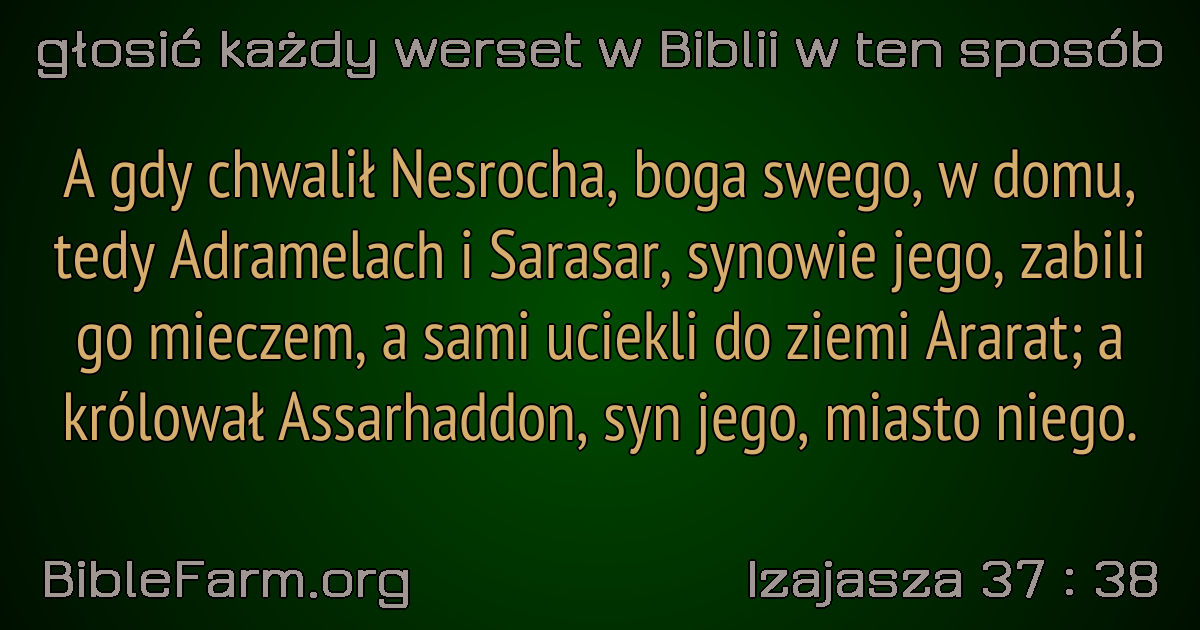 głosić każdy werset w Biblii w ten sposób
A gdy chwalił Nesrocha, boga swego, w domu,
tedy Adramelach i Sarasar, synowie jego, zabili
go mieczem, a sami uciekli do ziemi Ararat; a
królował Assarhaddon, syn jego, miasto niego.
BibleFarm.org
Izajasza 37 : 38